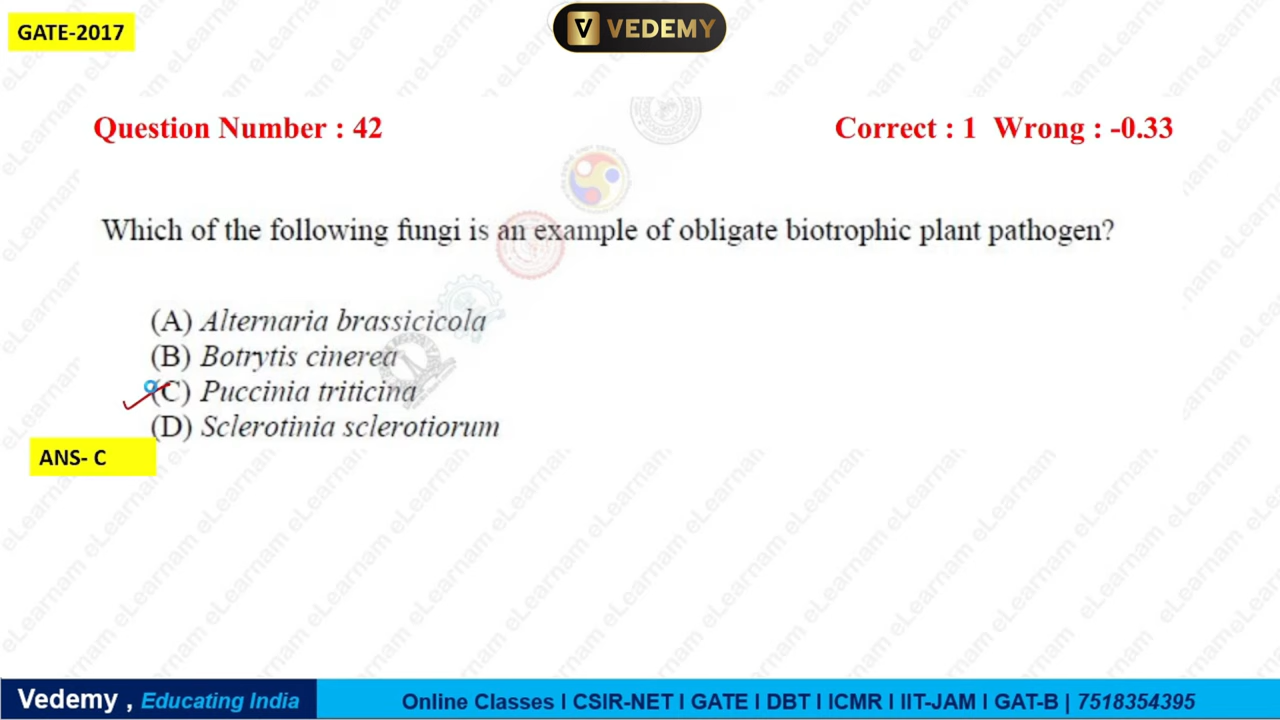 GATE-2017
VEDEMY
Question Number : 42
Correct : 1 Wrong : -0.33
Which of the following fungi is an example of obligate biotrophic plant pathogen?
(A) Alternaria brassicicola
(B) Botrytis cinerea
(C) Puccinia triticina
(D) Sclerotinia sclerotiorum
ANS- C
Vedemy , Educating India
Online Classes I CSIR-NET I GATE I DBT I ICMR I IIT-JAM I GAT-B | 7518354395